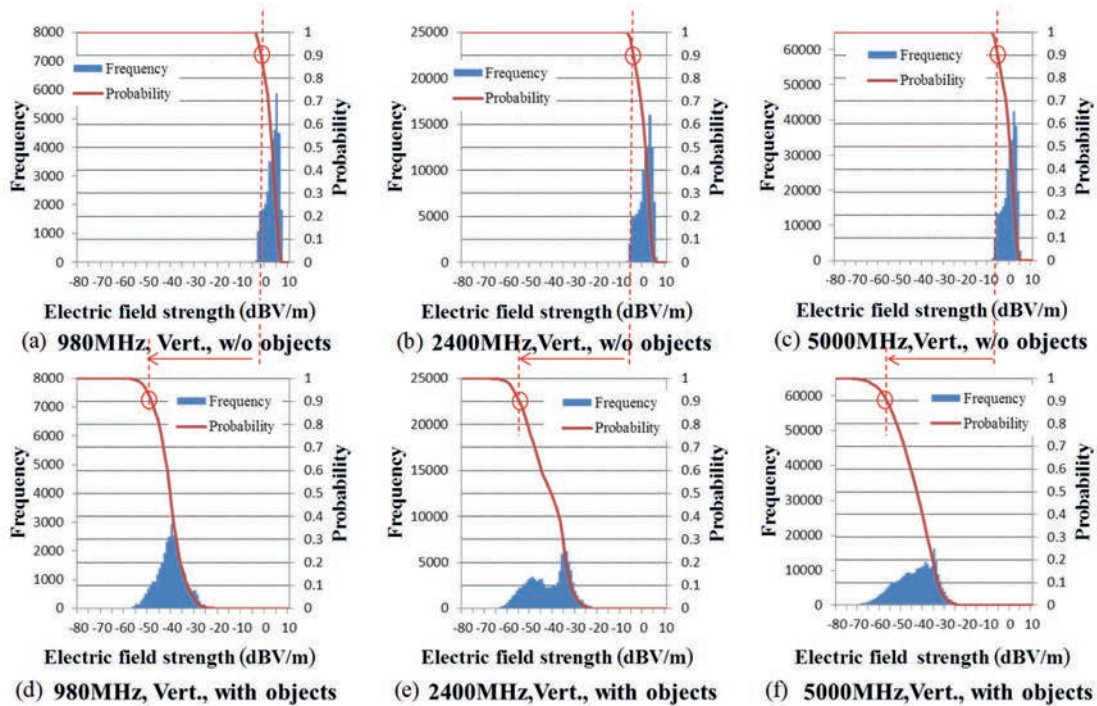 8000
7000
6000
5000
4000
3000
2000
1000
0
Frequency
Frequency
Probability
1
0.9
0.8
0.7
0.6
0.5
0.4
0.3
0.2
0.1
0
Probability
-80 -70 -60 -50 -40 -30 -20 -10 0 10
Electric field strength (dBV/m)
(a) 980MHz, Vert., w/o objects
25000
20000
15000
10000
5000
0
Frequency
Frequency
Probability
1
0.9
0.8
0.7
0.6
0.5
0.4
0.3
0.2
0.1
0
Probability
-80 -70 -60 -50 -40 -30 -20 -10 0 10
Electric field strength (dBV/m)
(b) 2400MHz,Vert., w/o objects
60000
50000
40000
30000
20000
10000
0
Frequency
Frequency
Probability
1
0.9
0.8
0.7
0.6
0.5
0.4
0.3
0.2
0.1
0
Probability
-80 -70 -60 -50 -40 -30 -20 -10 0 10
Electric field strength (dBV/m)
(c) 5000MHz,Vert., w/o objects
8000
7000
6000
5000
4000
3000
2000
1000
0
Frequency
Frequency
Probability
1
0.9
0.8
0.7
0.6
0.5
0.4
0.3
0.2
0.1
0
Probability
-80 -70 -60 -50 -40 -30 -20 -10 0 10
Electric field strength (dBV/m)
(d) 980MHz, Vert., with objects
25000
20000
15000
10000
5000
0
Frequency
Frequency
Probability
1
0.9
0.8
0.7
0.6
0.5
0.4
0.3
0.2
0.1
0
Probability
-80 -70 -60 -50 -40 -30 -20 -10 0 10
Electric field strength (dBV/m)
(e) 2400MHz,Vert., with objects
60000
50000
40000
30000
20000
10000
0
Frequency
Frequency
Probability
1
0.9
0.8
0.7
0.6
0.5
0.4
0.3
0.2
0.1
0
Probability
-80 -70 -60 -50 -40 -30 -20 -10 0 10
Electric field strength (dBV/m)
(f) 5000MHz,Vert., with objects